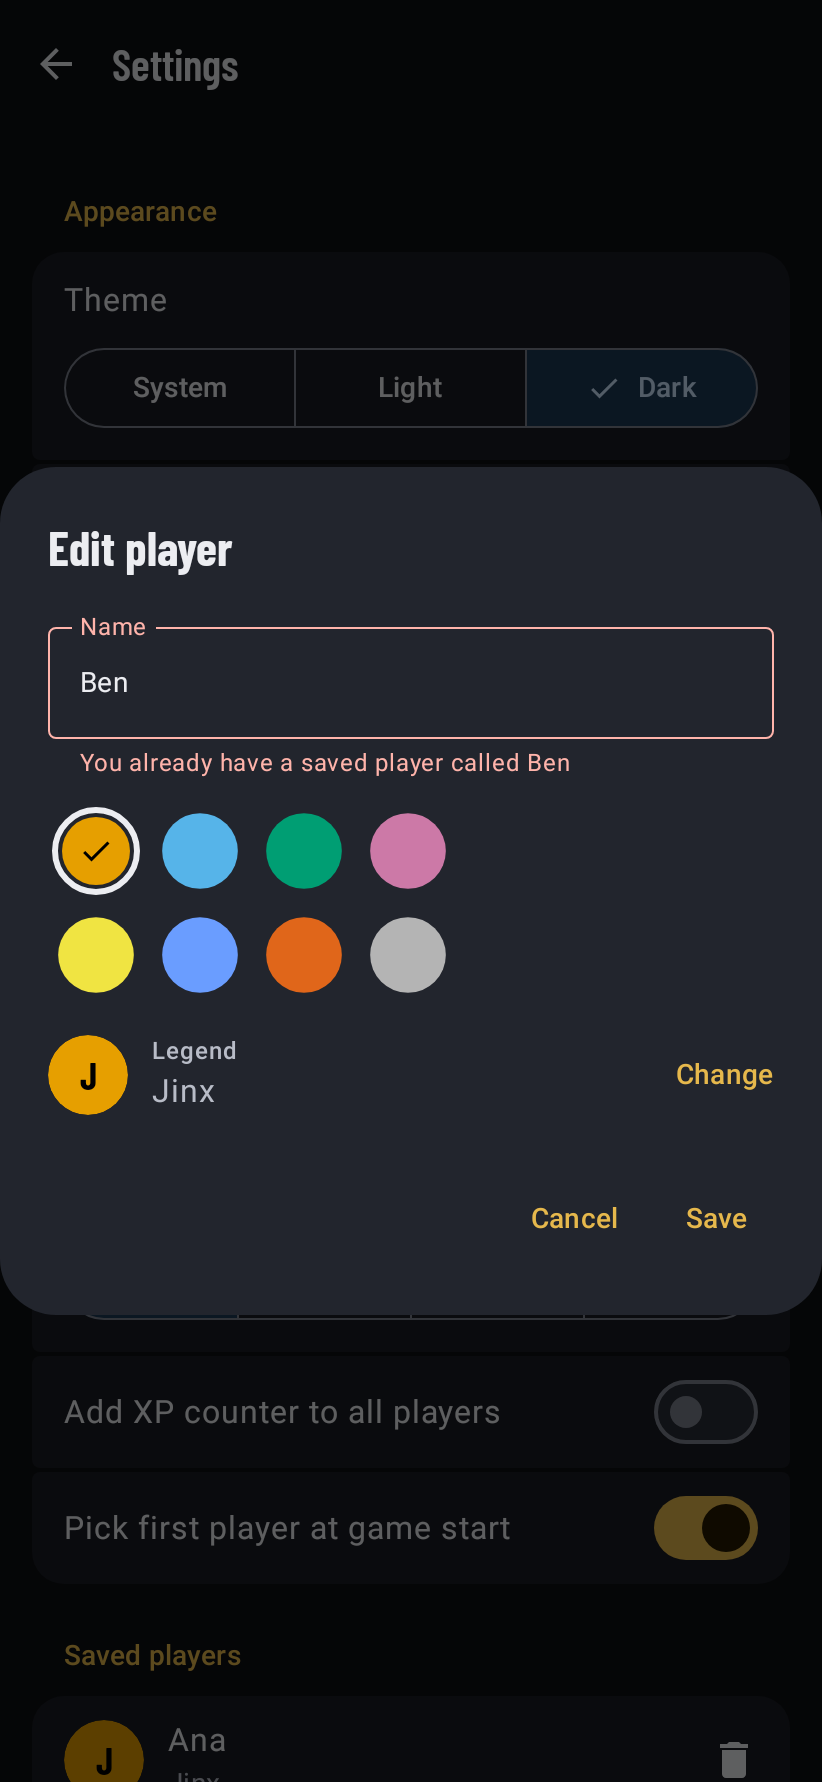 Settings
Appearance
Theme
System Light Dark
Edit player
Name
Ben
You already have a saved player called Ben
J
Legend
Jinx
Change
Cancel Save
Add XP counter to all players
Pick first player at game start
Saved players
J
Ana
Jinx